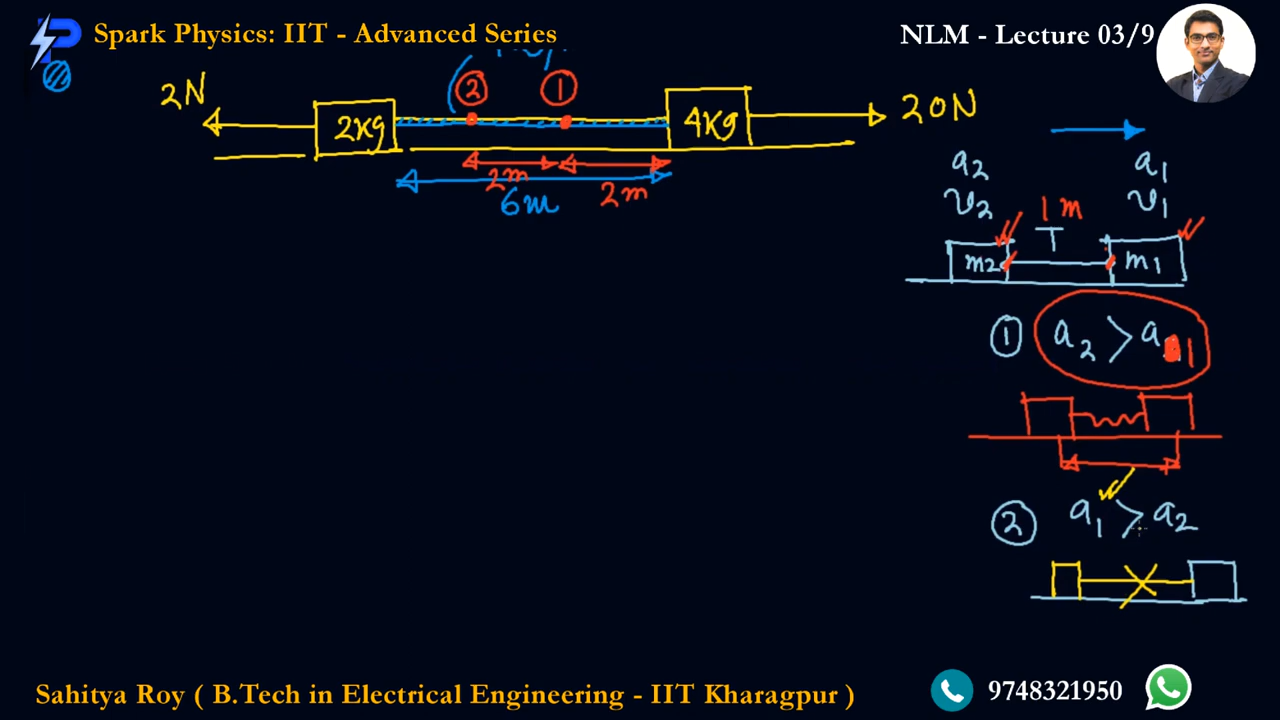 Spark Physics: IIT - Advanced Series
NLM - Lecture 03/9
2N
2kg
②
①
4kg
20N
2m
2m
6m
a2
a1
v2
v1
1m
T
m2
m1
① a2 > a1
② a1 > a2
Sahitya Roy ( B.Tech in Electrical Engineering - IIT Kharagpur )
9748321950